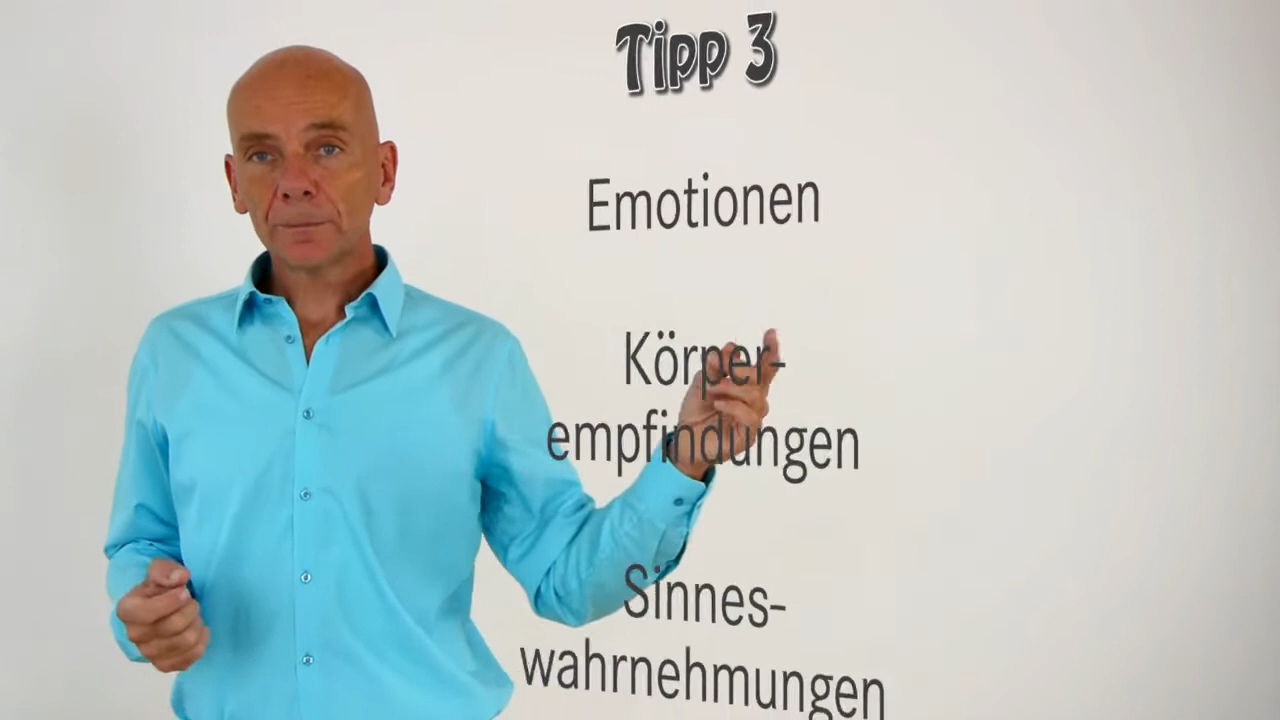 Tipp 3
Emotionen
Körper-
empfindungen
Sinnes-
wahrnehmungen